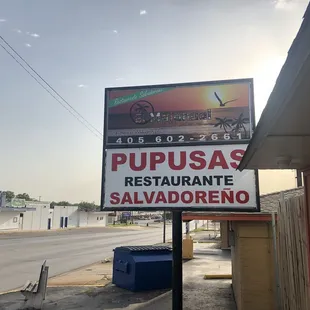 405 602-2661
PUPUSAS
RESTAURANTE
SALVADOREÑO